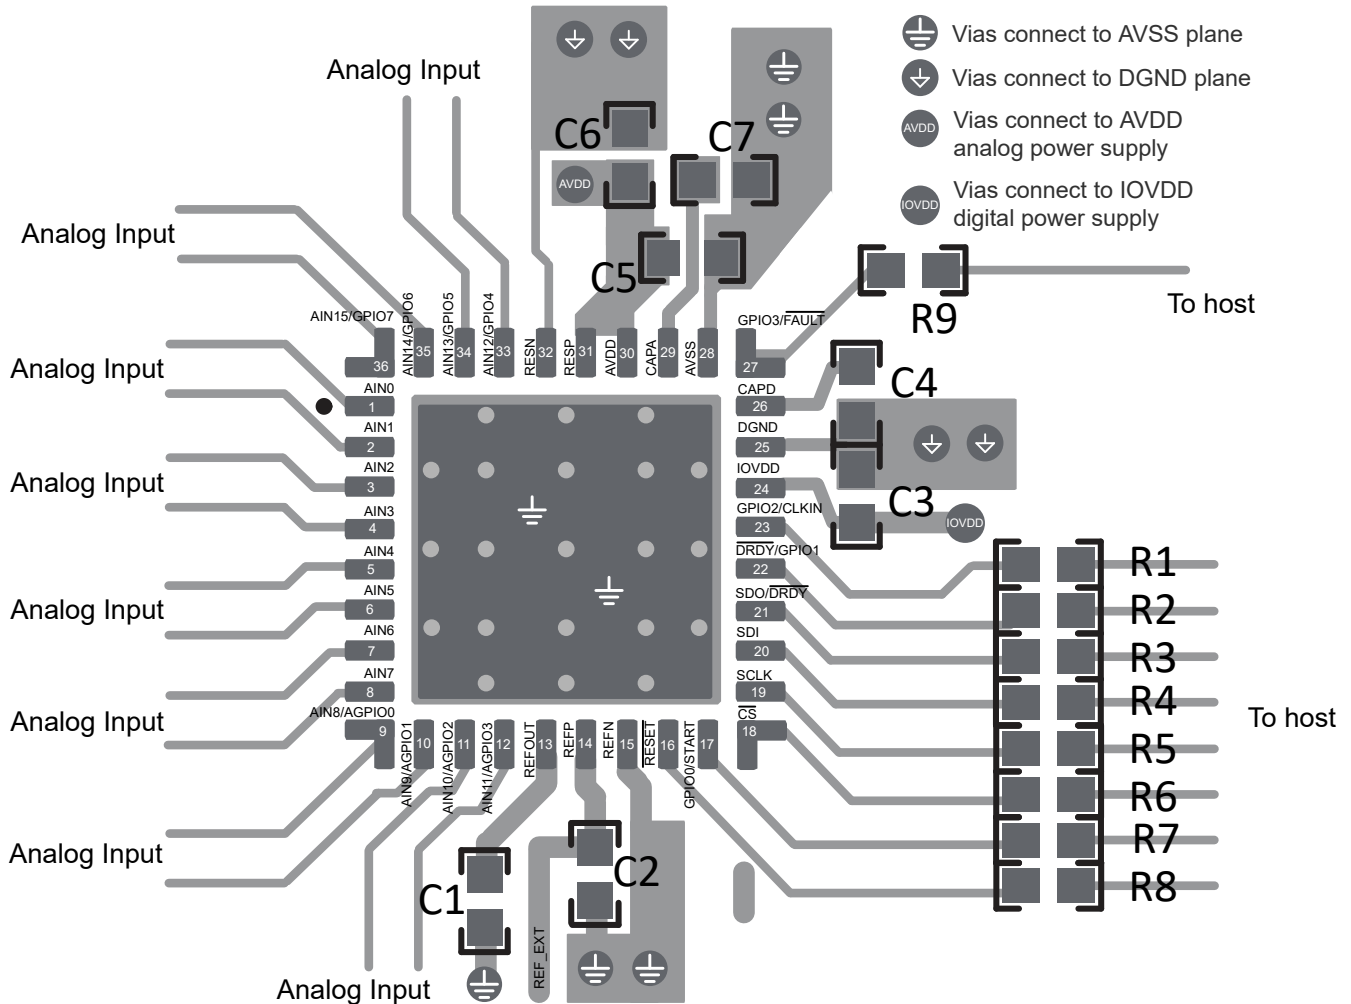 Vias connect to AVSS plane
Vias connect to DGND plane
AVDD
Vias connect to AVDD
analog power supply
IOVDD
Vias connect to IOVDD
digital power supply
Analog Input
C6
C7
AVDD
Analog Input
C5
R9
To host
AIN15/GPIO7
AIN14/GPIO6
AIN13/GPIO5
AIN12/GPIO4
RESN
RESP
AVDD
CAPA
AVSS
GPIO3/FAULT
36
35
34
33
32
31
30
29
28
27
Analog Input
AIN0
1
AIN1
2
CAPD
26
C4
DGND
25
Analog Input
AIN2
3
AIN3
4
IOVDD
24
C3
IOVDD
GPIO2/CLKIN
23
Analog Input
AIN4
5
AIN5
6
DRDY/GPIO1
22
SDO/DRDY
21
Analog Input
AIN6
7
AIN7
8
SDI
20
SCLK
19
R1
R2
R3
R4
R5
R6
R7
R8
To host
AIN8/AGPIO0
9
CS
18
10
11
12
13
14
15
16
17
AIN9/AGPIO1
AIN10/AGPIO2
AIN11/AGPIO3
REFOUT
REFP
REFN
RESET
GPIO0/START
Analog Input
C1
C2
REF_EXT
Analog Input